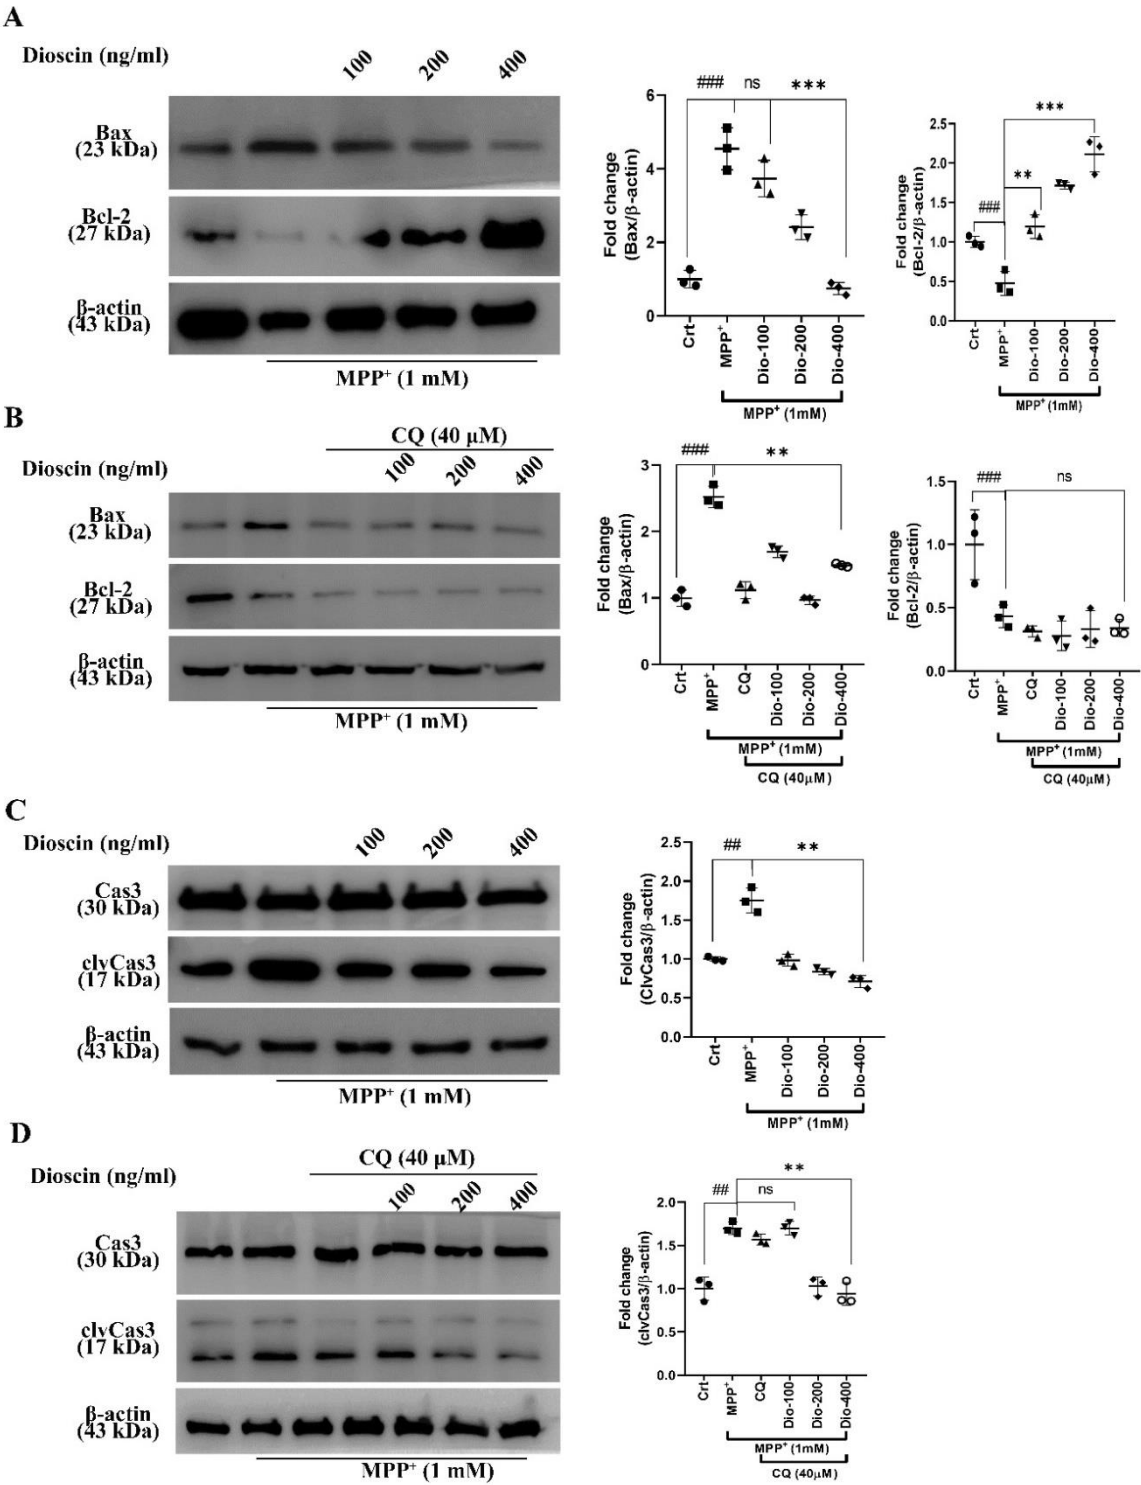 A
Dioscin (ng/ml)
100
200
400
Bax
(23 kDa)
Bcl-2
(27 kDa)
β-actin
(43 kDa)
MPP⁺ (1 mM)
Fold change
(Bax/β-actin)
6
4
2
0
###
ns
***
Crt
MPP⁺
Dio-100
Dio-200
Dio-400
MPP⁺ (1mM)
Fold change
(Bcl-2/β-actin)
2.5
2.0
1.5
1.0
0.5
0.0
###
**
***
Crt
MPP⁺
Dio-100
Dio-200
Dio-400
MPP⁺ (1mM)
B
CQ (40 μM)
Dioscin (ng/ml)
100
200
400
Bax
(23 kDa)
Bcl-2
(27 kDa)
β-actin
(43 kDa)
MPP⁺ (1 mM)
Fold change
(Bax/β-actin)
3
2
1
0
###
**
Crt
MPP⁺
CQ
Dio-100
Dio-200
Dio-400
MPP⁺ (1mM)
CQ (40μM)
Fold change
(Bcl-2/β-actin)
1.5
1.0
0.5
0.0
###
ns
Crt
MPP⁺
CQ
Dio-100
Dio-200
Dio-400
MPP⁺ (1mM)
CQ (40μM)
C
Dioscin (ng/ml)
100
200
400
Cas3
(30 kDa)
clvCas3
(17 kDa)
β-actin
(43 kDa)
MPP⁺ (1 mM)
Fold change
(ClvCas3/β-actin)
2.5
2.0
1.5
1.0
0.5
0.0
##
**
Crt
MPP⁺
Dio-100
Dio-200
Dio-400
MPP⁺ (1mM)
D
CQ (40 μM)
Dioscin (ng/ml)
100
200
400
Cas3
(30 kDa)
clvCas3
(17 kDa)
β-actin
(43 kDa)
MPP⁺ (1 mM)
Fold change
(clvCas3/β-actin)
2.0
1.5
1.0
0.5
0.0
##
ns
**
Crt
MPP⁺
CQ
Dio-100
Dio-200
Dio-400
MPP⁺ (1mM)
CQ (40μM)